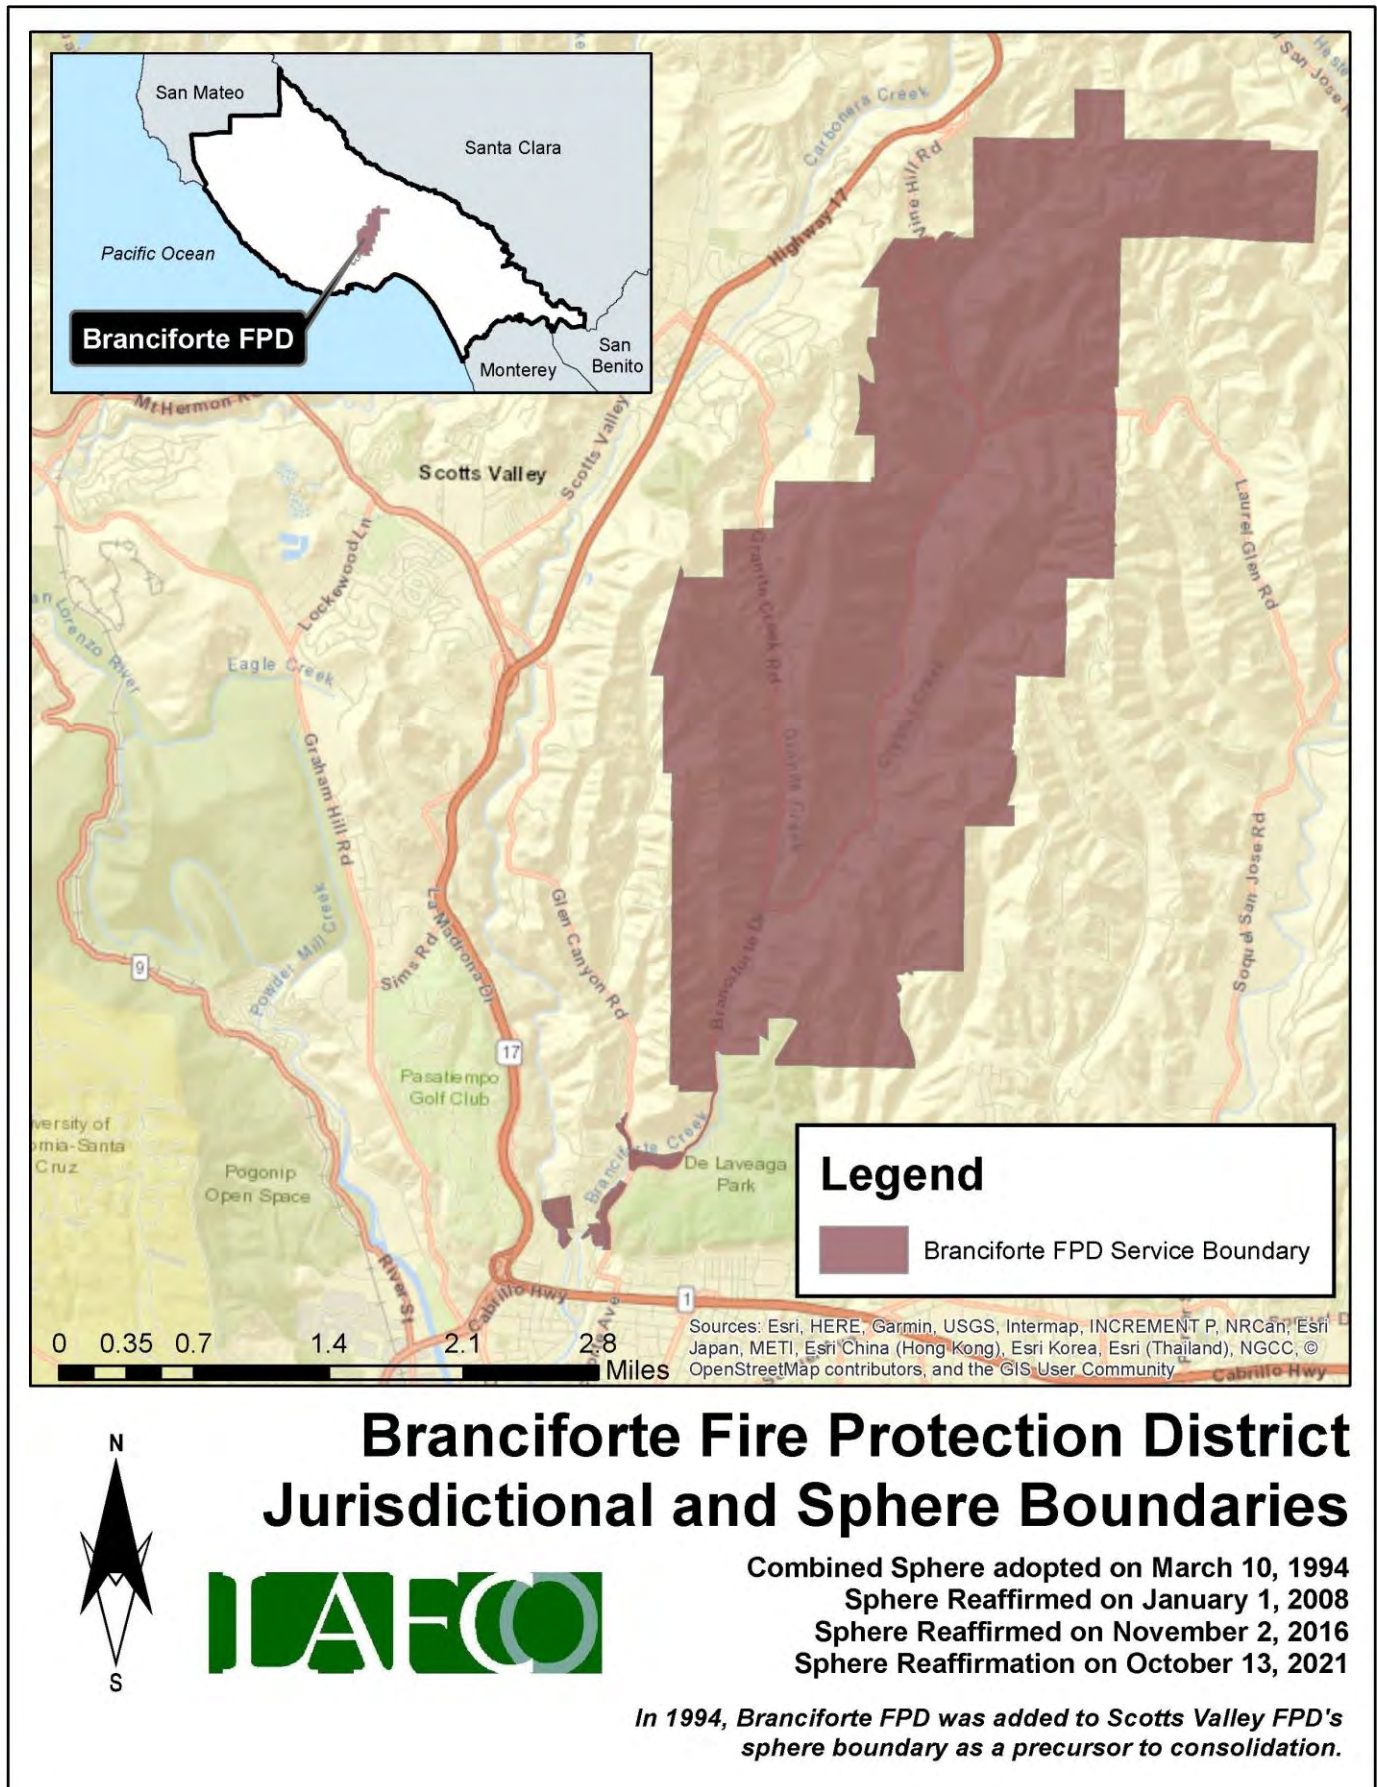 San Mateo
Santa Clara
Pacific Ocean
Branciforte FPD
San
Benito
Monterey
Carbonera Creek
Vine Hill Rd
Highway 17
Mt Hermon
Scotts Valley
Scotts Valley
Lockewood Ln
Laurel Glen Rd
Granite Creek Rd
Lorenzo River
Eagle Creek
Crystal Creek
Granite Creek
Graham Hill Rd
Soquel San Jose Rd
Powder Mill Creek
La Madrona Dr
Sims Rd
Glen Canyon Rd
Branciforte Dr
9
17
Pasatiempo
Golf Club
Branciforte Creek
De Laveaga
Park
Cruz
Pogonip
Open Space
River St
Cabrillo Hwy
1
Legend
Branciforte FPD Service Boundary
0 0.35 0.7 1.4 2.1 2.8
Miles
Sources: Esri, HERE, Garmin, USGS, Intermap, INCREMENT P, NRCan, Esri
Japan, METI, Esri China (Hong Kong), Esri Korea, Esri (Thailand), NGCC, ©
OpenStreetMap contributors, and the GIS User Community
Cabrillo Hwy
Branciforte Fire Protection District
Jurisdictional and Sphere Boundaries
N
S
LAFCO
Combined Sphere adopted on March 10, 1994
Sphere Reaffirmed on January 1, 2008
Sphere Reaffirmed on November 2, 2016
Sphere Reaffirmation on October 13, 2021
In 1994, Branciforte FPD was added to Scotts Valley FPD's
sphere boundary as a precursor to consolidation.